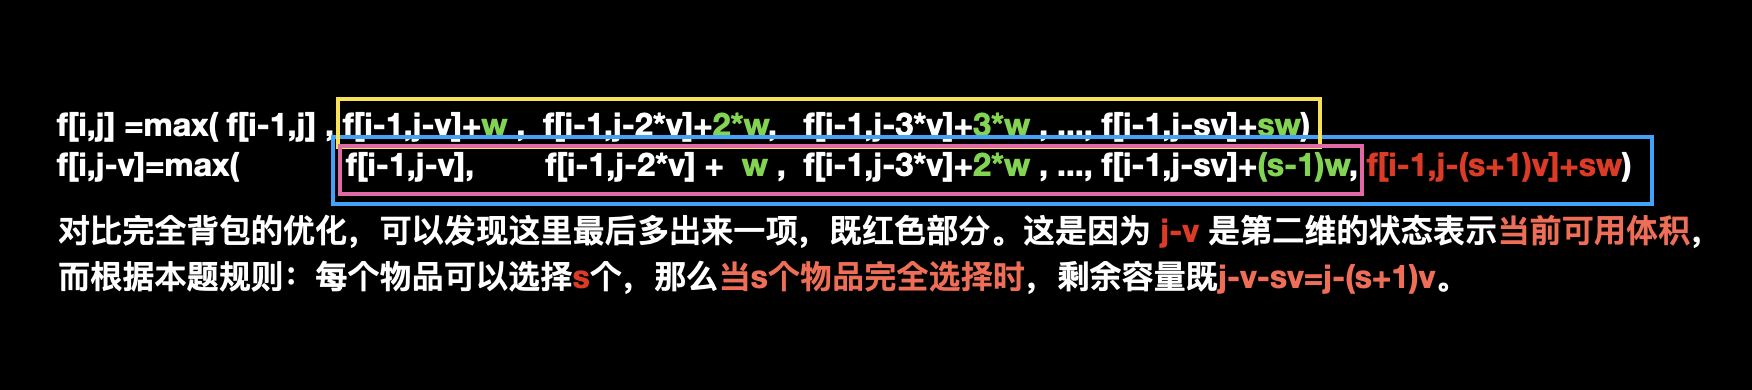 f[i,j] =max( f[i-1,j] , f[i-1,j-v]+w , f[i-1,j-2*v]+2*w, f[i-1,j-3*v]+3*w , ..., f[i-1,j-sv]+sw)
f[i,j-v]=max( f[i-1,j-v], f[i-1,j-2*v] + w , f[i-1,j-3*v]+2*w , ..., f[i-1,j-sv]+(s-1)w, f[i-1,j-(s+1)v]+sw)
对比完全背包的优化，可以发现这里最后多出来一项，既红色部分。这是因为 j-v 是第二维的状态表示当前可用体积，
而根据本题规则：每个物品可以选择s个，那么当s个物品完全选择时，剩余容量既j-v-sv=j-(s+1)v。